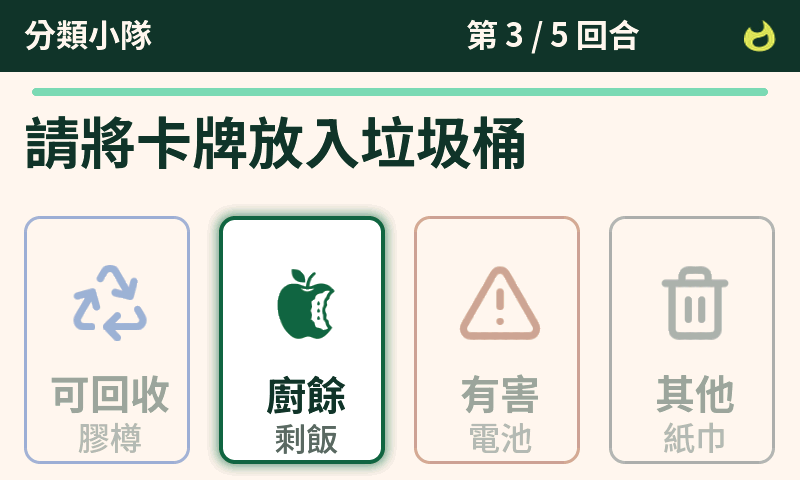 分類小隊
第 3 / 5 回合
請將卡牌放入垃圾桶
可回收
膠樽
廚餘
剩飯
有害
電池
其他
紙巾